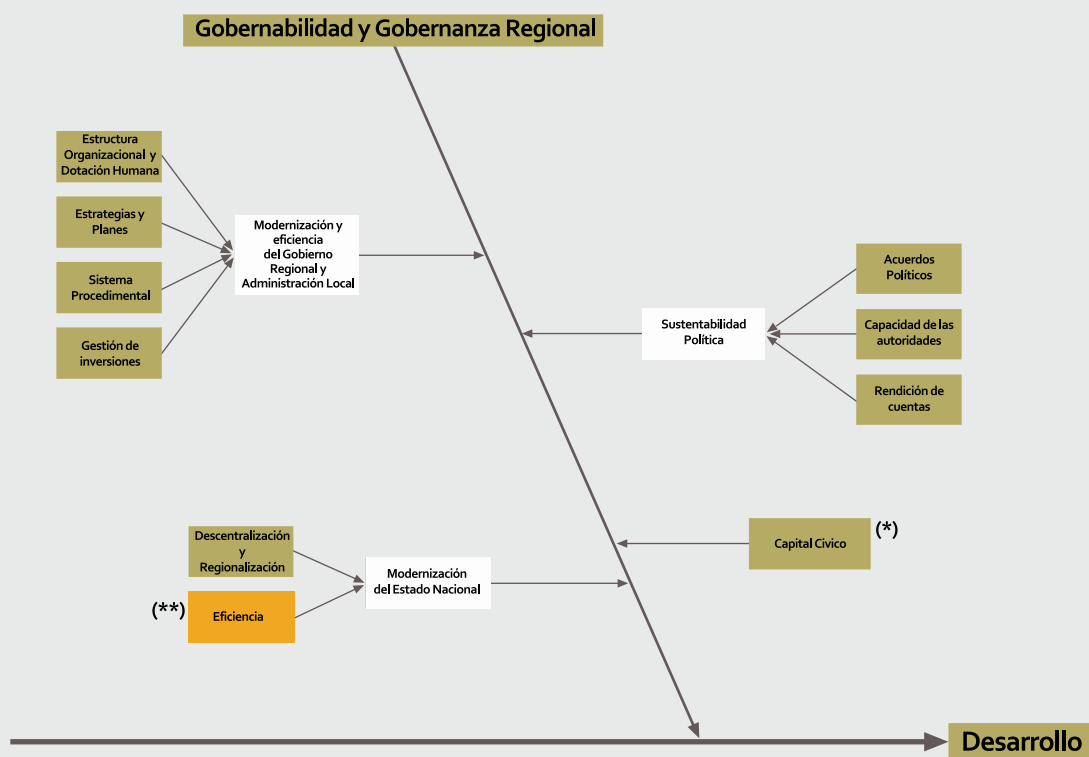 Gobernabilidad y Gobernanza Regional
Estructura
Organizacional y
Dotación Humana
Estrategias y
Planes
Sistema
Procedimental
Gestión de
inversiones
Modernización y
eficiencia
del Gobierno
Regional y
Administración Local
Sustentabilidad
Política
Acuerdos
Políticos
Capacidad de las
autoridades
Rendición de
cuentas
Descentralización
y
Regionalización
(**)
Eficiencia
Modernización
del Estado Nacional
Capital Civico
(*)
Desarrollo